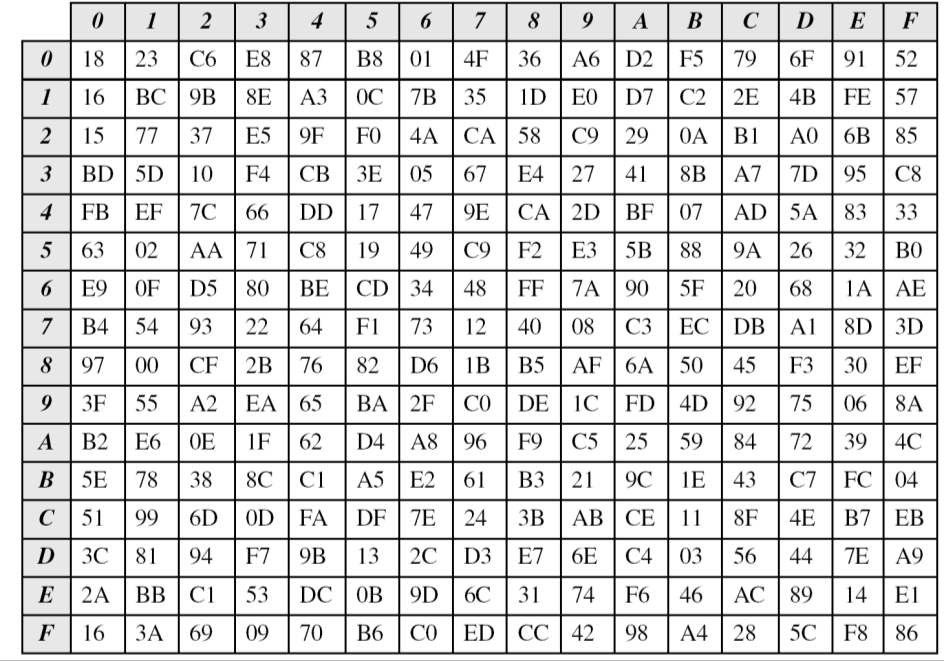 0 1 2 3 4 5 6 7 8 9 A B C D E F
0 18 23 C6 E8 87 B8 01 4F 36 A6 D2 F5 79 6F 91 52
1 16 BC 9B 8E A3 0C 7B 35 1D E0 D7 C2 2E 4B FE 57
2 15 77 37 E5 9F F0 4A CA 58 C9 29 0A B1 A0 6B 85
3 BD 5D 10 F4 CB 3E 05 67 E4 27 41 8B A7 7D 95 C8
4 FB EF 7C 66 DD 17 47 9E CA 2D BF 07 AD 5A 83 33
5 63 02 AA 71 C8 19 49 C9 F2 E3 5B 88 9A 26 32 B0
6 E9 0F D5 80 BE CD 34 48 FF 7A 90 5F 20 68 1A AE
7 B4 54 93 22 64 F1 73 12 40 08 C3 EC DB A1 8D 3D
8 97 00 CF 2B 76 82 D6 1B B5 AF 6A 50 45 F3 30 EF
9 3F 55 A2 EA 65 BA 2F C0 DE 1C FD 4D 92 75 06 8A
A B2 E6 0E 1F 62 D4 A8 96 F9 C5 25 59 84 72 39 4C
B 5E 78 38 8C C1 A5 E2 61 B3 21 9C 1E 43 C7 FC 04
C 51 99 6D 0D FA DF 7E 24 3B AB CE 11 8F 4E B7 EB
D 3C 81 94 F7 9B 13 2C D3 E7 6E C4 03 56 44 7E A9
E 2A BB C1 53 DC 0B 9D 6C 31 74 F6 46 AC 89 14 E1
F 16 3A 69 09 70 B6 C0 ED CC 42 98 A4 28 5C F8 86